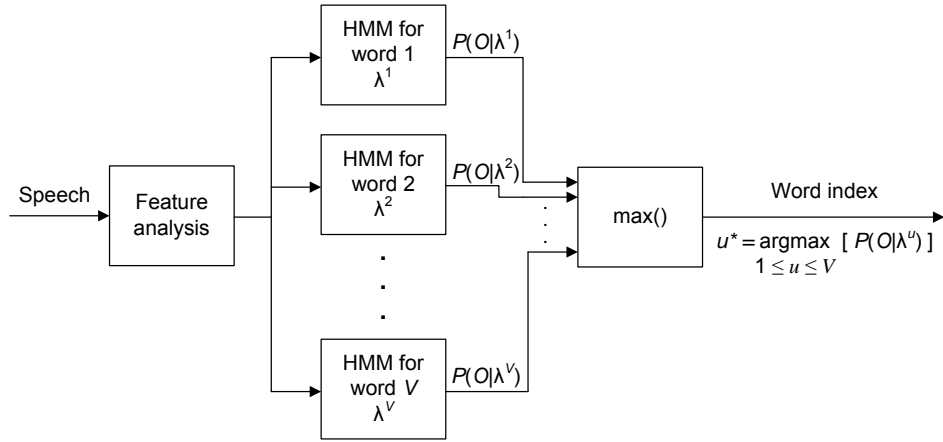 Speech
Feature
analysis
HMM for
word 1
λ¹
P(O|λ¹)
HMM for
word 2
λ²
P(O|λ²)
HMM for
word V
λⱽ
P(O|λⱽ)
max()
Word index
u* = argmax [ P(O|λᵘ) ]
1 ≤ u ≤ V